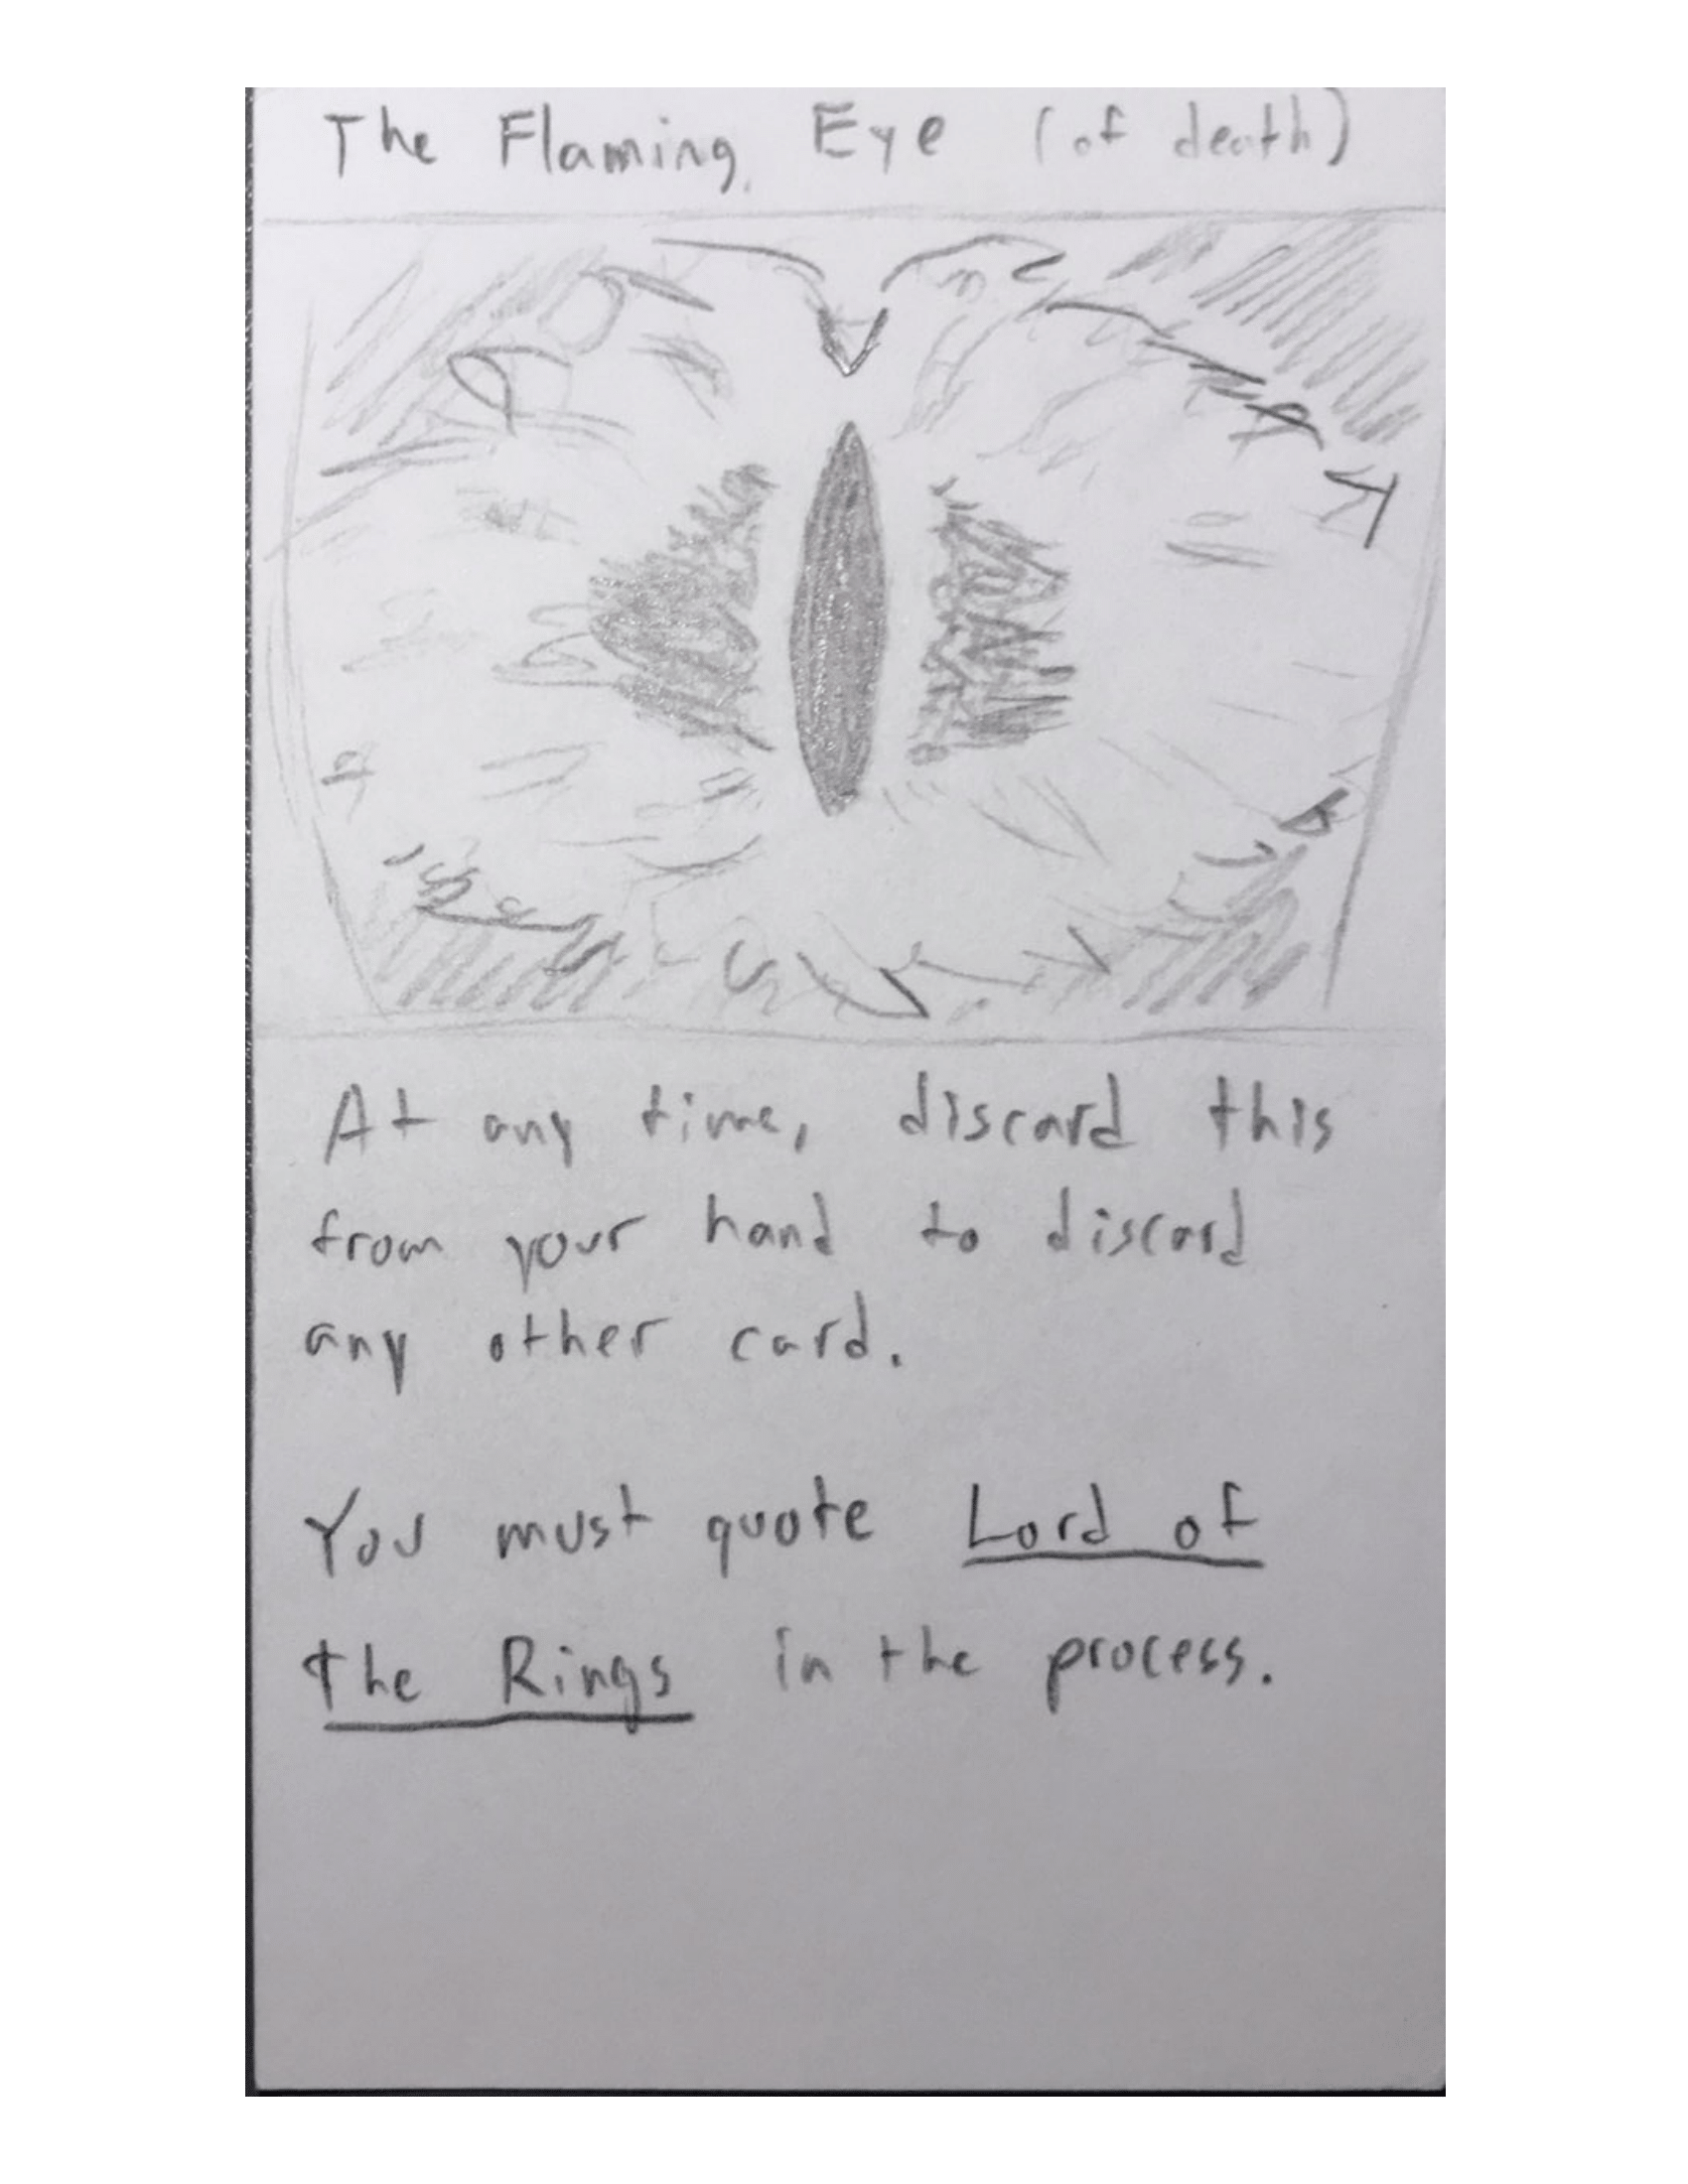 The Flaming Eye (of death)
At any time, discard this
from your hand to discard
any other card.
You must quote Lord of
the Rings in the process.